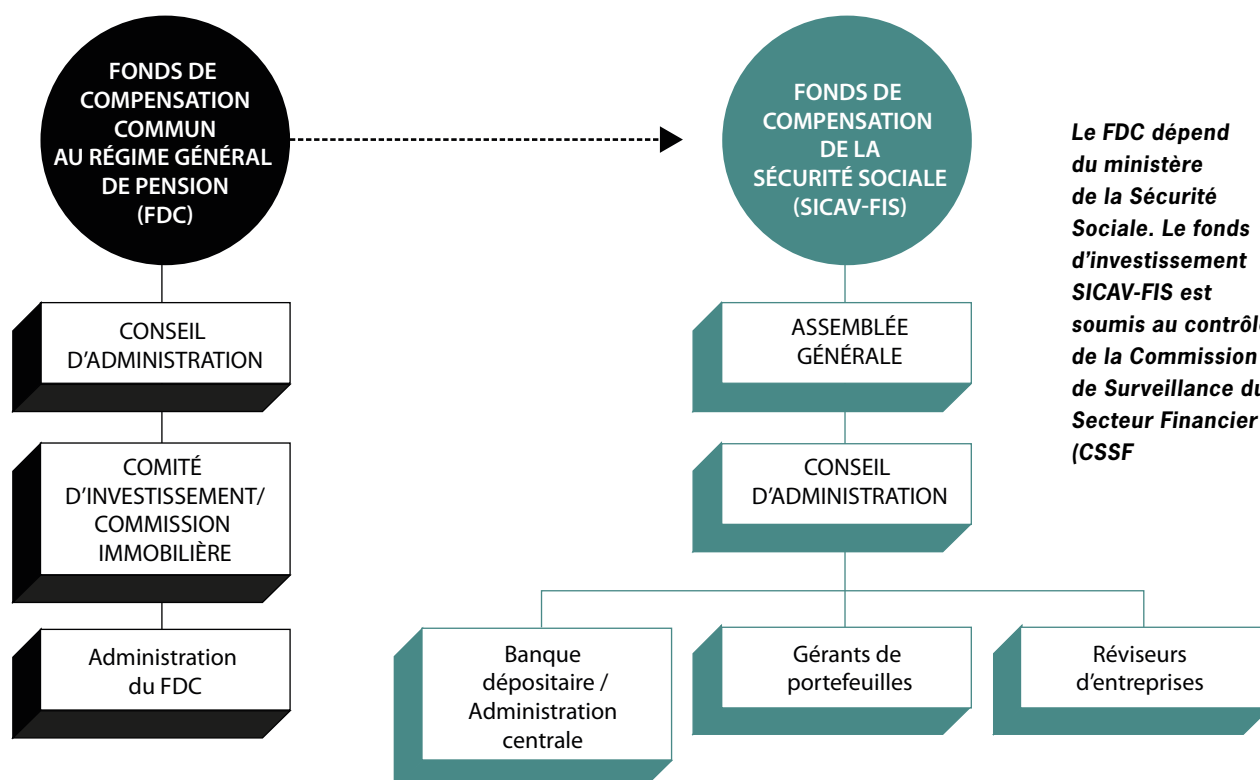 FONDS DE
COMPENSATION
COMMUN
AU RÉGIME GÉNÉRAL
DE PENSION
(FDC)
CONSEIL
D'ADMINISTRATION
COMITÉ
D'INVESTISSEMENT/
COMMISSION
IMMOBILIÈRE
Administration
du FDC
FONDS DE
COMPENSATION
DE LA
SÉCURITÉ SOCIALE
(SICAV-FIS)
ASSEMBLÉE
GÉNÉRALE
CONSEIL
D'ADMINISTRATION
Banque
dépositaire /
Administration
centrale
Gérants de
portefeuilles
Réviseurs
d'entreprises
Le FDC dépend
du ministère
de la Sécurité
Sociale. Le fonds
d'investissement
SICAV-FIS est
soumis au contrôle
de la Commission
de Surveillance du
Secteur Financier
(CSSF